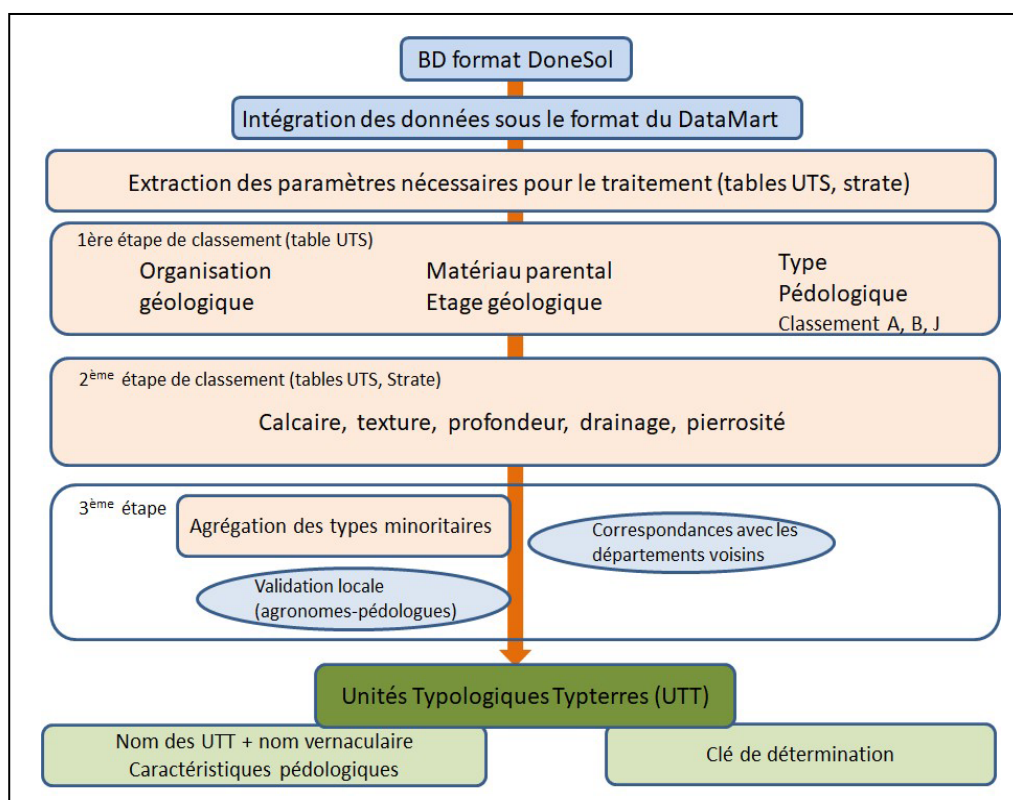 BD format DoneSol
Intégration des données sous le format du DataMart
Extraction des paramètres nécessaires pour le traitement (tables UTS, strate)
1ère étape de classement (table UTS)
Organisation
géologique
Matériau parental
Etage géologique
Type
Pédologique
Classement A, B, J
2ème étape de classement (tables UTS, Strate)
Calcaire, texture, profondeur, drainage, pierrosité
3ème étape
Agrégation des types minoritaires
Correspondances avec les
départements voisins
Validation locale
(agronomes-pédologues)
Unités Typologiques Typterres (UTT)
Nom des UTT + nom vernaculaire
Caractéristiques pédologiques
Clé de détermination